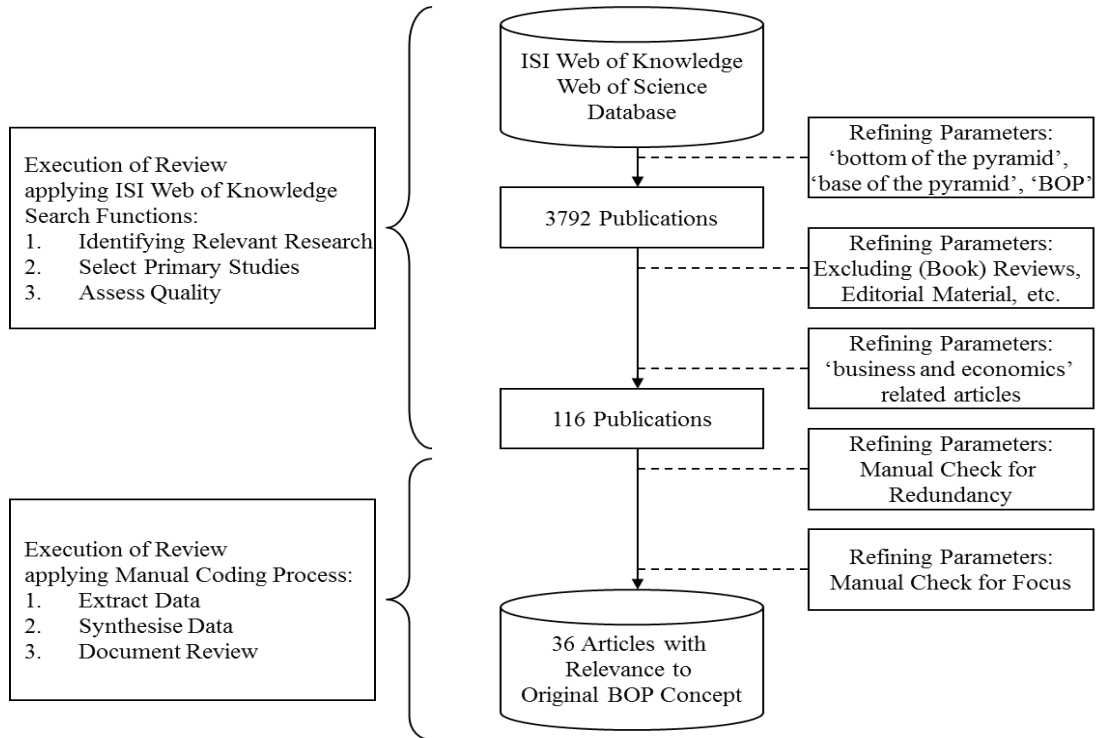 ISI Web of Knowledge
Web of Science
Database
Refining Parameters:
‘bottom of the pyramid’,
‘base of the pyramid’, ‘BOP’
Execution of Review
applying ISI Web of Knowledge
Search Functions:
1. Identifying Relevant Research
2. Select Primary Studies
3. Assess Quality
3792 Publications
Refining Parameters:
Excluding (Book) Reviews,
Editorial Material, etc.
Refining Parameters:
‘business and economics’
related articles
116 Publications
Refining Parameters:
Manual Check for
Redundancy
Execution of Review
applying Manual Coding Process:
1. Extract Data
2. Synthesise Data
3. Document Review
Refining Parameters:
Manual Check for Focus
36 Articles with
Relevance to
Original BOP Concept